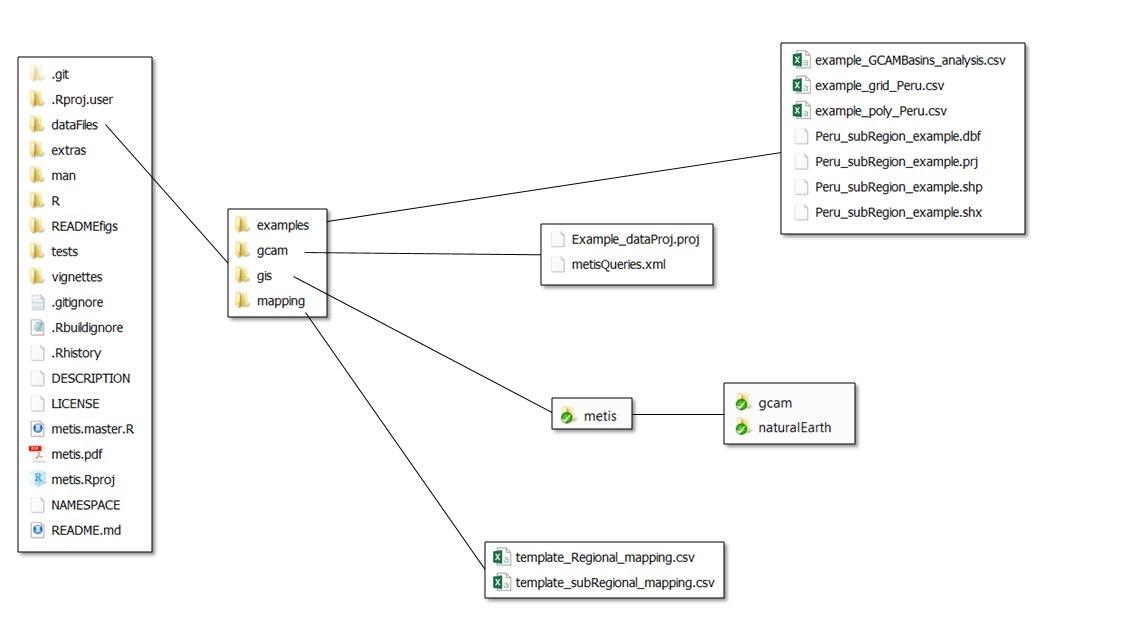 .git
.Rproj.user
dataFiles
extras
man
R
READMEfigs
tests
vignettes
.gitignore
.Rbuildignore
.Rhistory
DESCRIPTION
LICENSE
metis.master.R
metis.pdf
metis.Rproj
NAMESPACE
README.md
examples
gcam
gis
mapping
example_GCAMBasins_analysis.csv
example_grid_Peru.csv
example_poly_Peru.csv
Peru_subRegion_example.dbf
Peru_subRegion_example.prj
Peru_subRegion_example.shp
Peru_subRegion_example.shx
Example_dataProj.proj
metisQueries.xml
metis
gcam
naturalEarth
template_Regional_mapping.csv
template_subRegional_mapping.csv